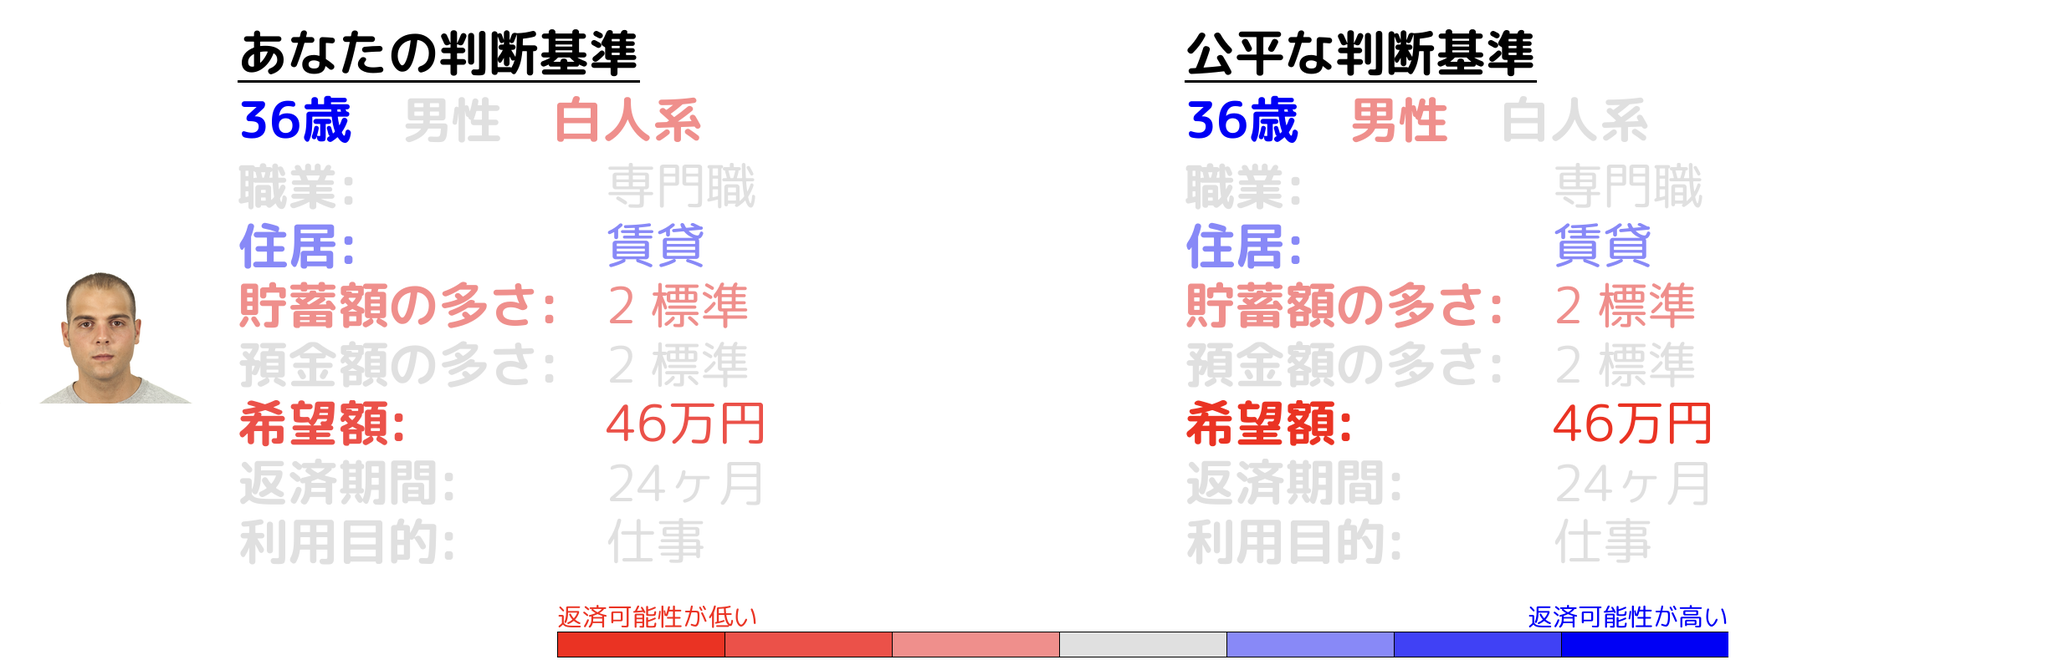 あなたの判断基準
36歳 男性 白人系
職業: 専門職
住居: 賃貸
貯蓄額の多さ: 2 標準
預金額の多さ: 2 標準
希望額: 46万円
返済期間: 24ヶ月
利用目的: 仕事
公平な判断基準
36歳 男性 白人系
職業: 専門職
住居: 賃貸
貯蓄額の多さ: 2 標準
預金額の多さ: 2 標準
希望額: 46万円
返済期間: 24ヶ月
利用目的: 仕事
返済可能性が低い
返済可能性が高い